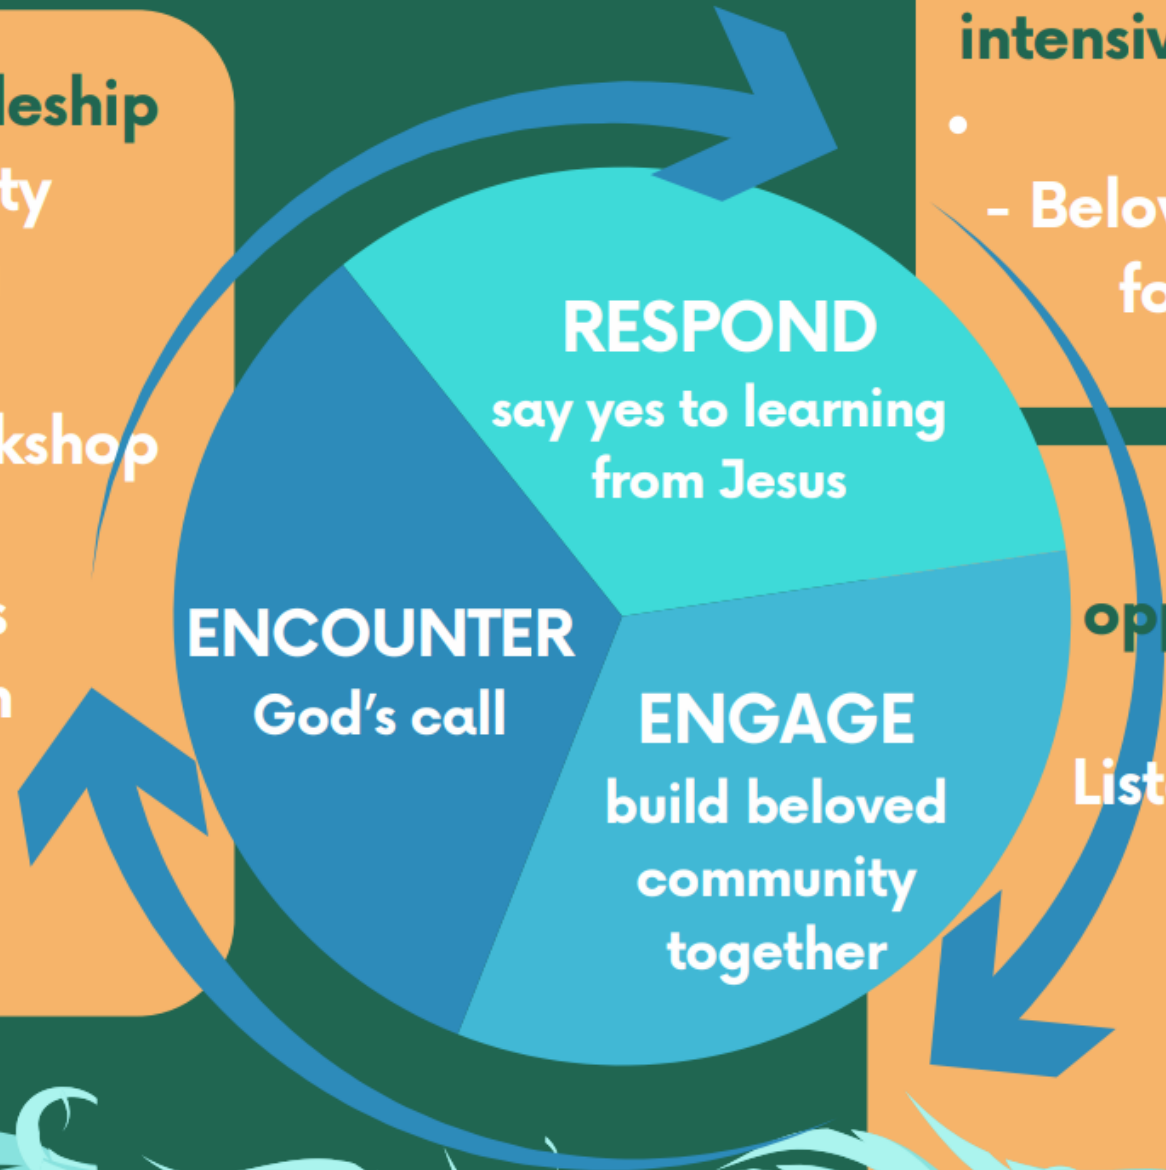 leship
ty
kshop
s
n
RESPOND
say yes to learning
from Jesus
ENCOUNTER
God's call
ENGAGE
build beloved
community
together
intensiv
•
- Belov
fo
opp
List